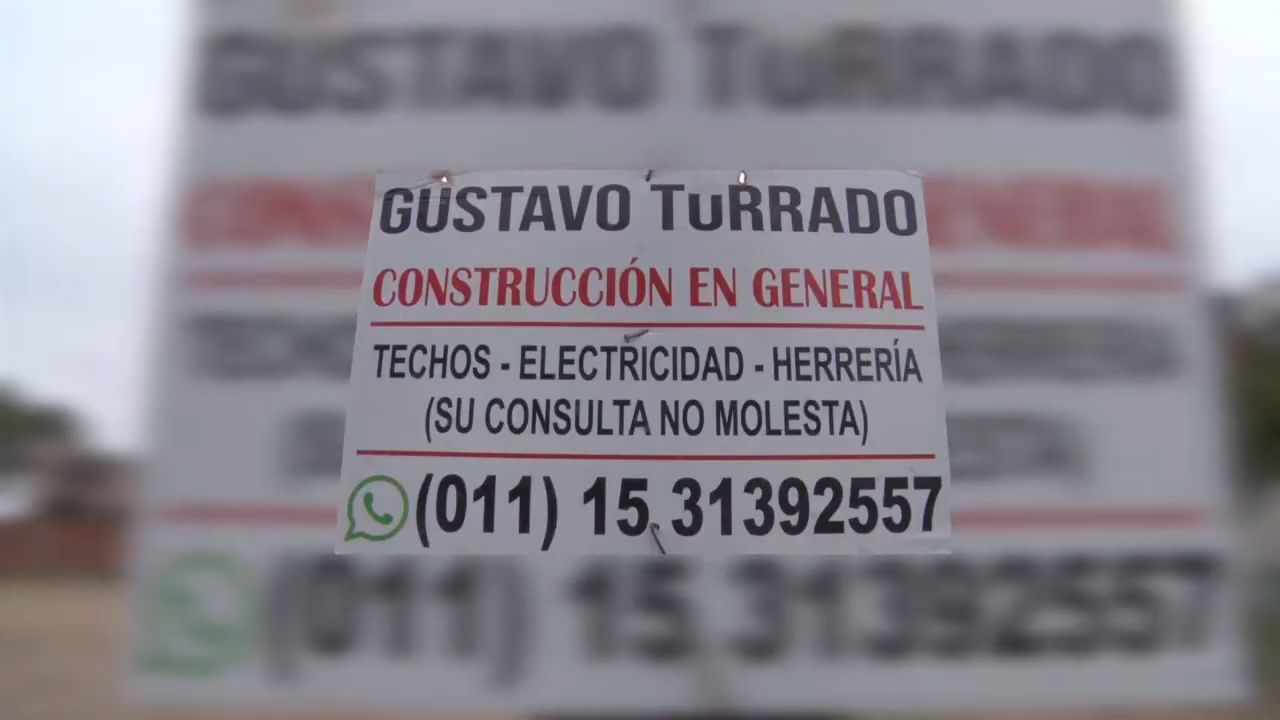 GUSTAVO TuRRADO
CONSTRUCCIÓN EN GENERAL
TECHOS - ELECTRICIDAD - HERRERÍA
(SU CONSULTA NO MOLESTA)
(011) 15 31392557